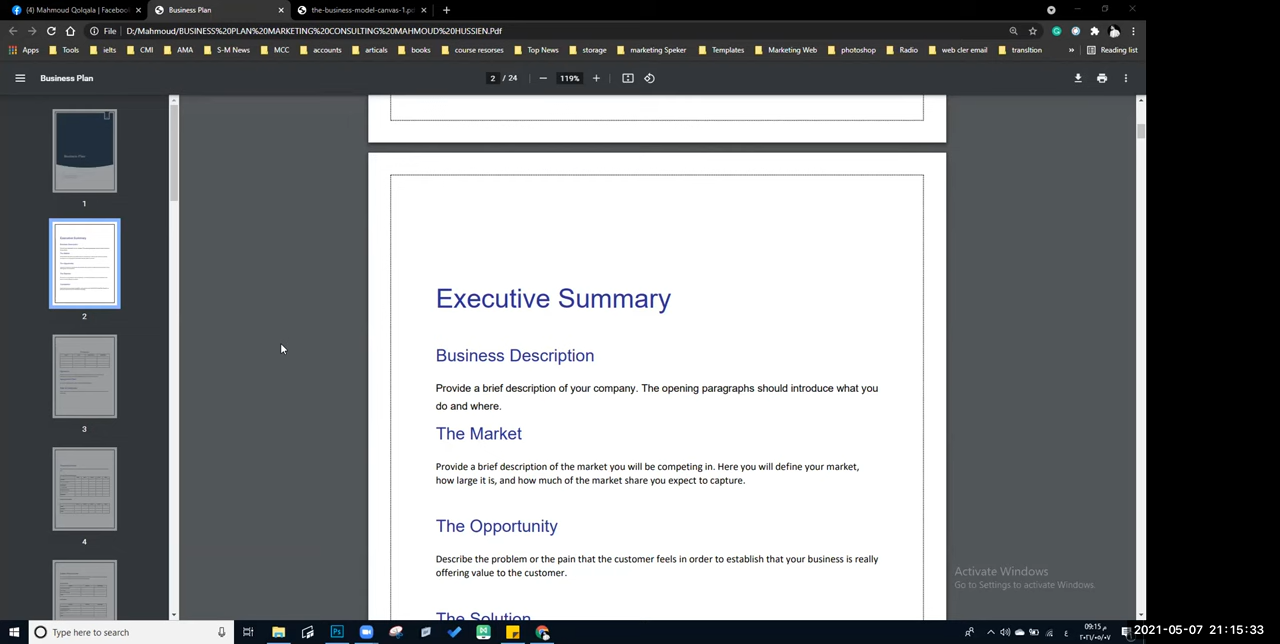 (4) Mahmoud Qolqala | Facebook
Business Plan
the-business-model-canvas-1.pd
File
D:/Mahmoud/BUSINESS%20PLAN%20MARKETING%20CONSULTING%20MAHMOUD%20HUSSIEN.Pdf
Apps
Tools
ielts
CMI
AMA
S-M News
MCC
accounts
articals
books
course resorses
Top News
storage
marketing Speker
Templates
Marketing Web
photoshop
Radio
web cler email
transltion
Reading list
Business Plan
2 / 24
119%
1
2
3
4
Executive Summary
Business Description
Provide a brief description of your company. The opening paragraphs should introduce what you
do and where.
The Market
Provide a brief description of the market you will be competing in. Here you will define your market,
how large it is, and how much of the market share you expect to capture.
The Opportunity
Describe the problem or the pain that the customer feels in order to establish that your business is really
offering value to the customer.
The Solution
Activate Windows
Go to Settings to activate Windows.
Type here to search
م 09:15
٢٠٢١/٠٥/٠٧
2021-05-07 21:15:33